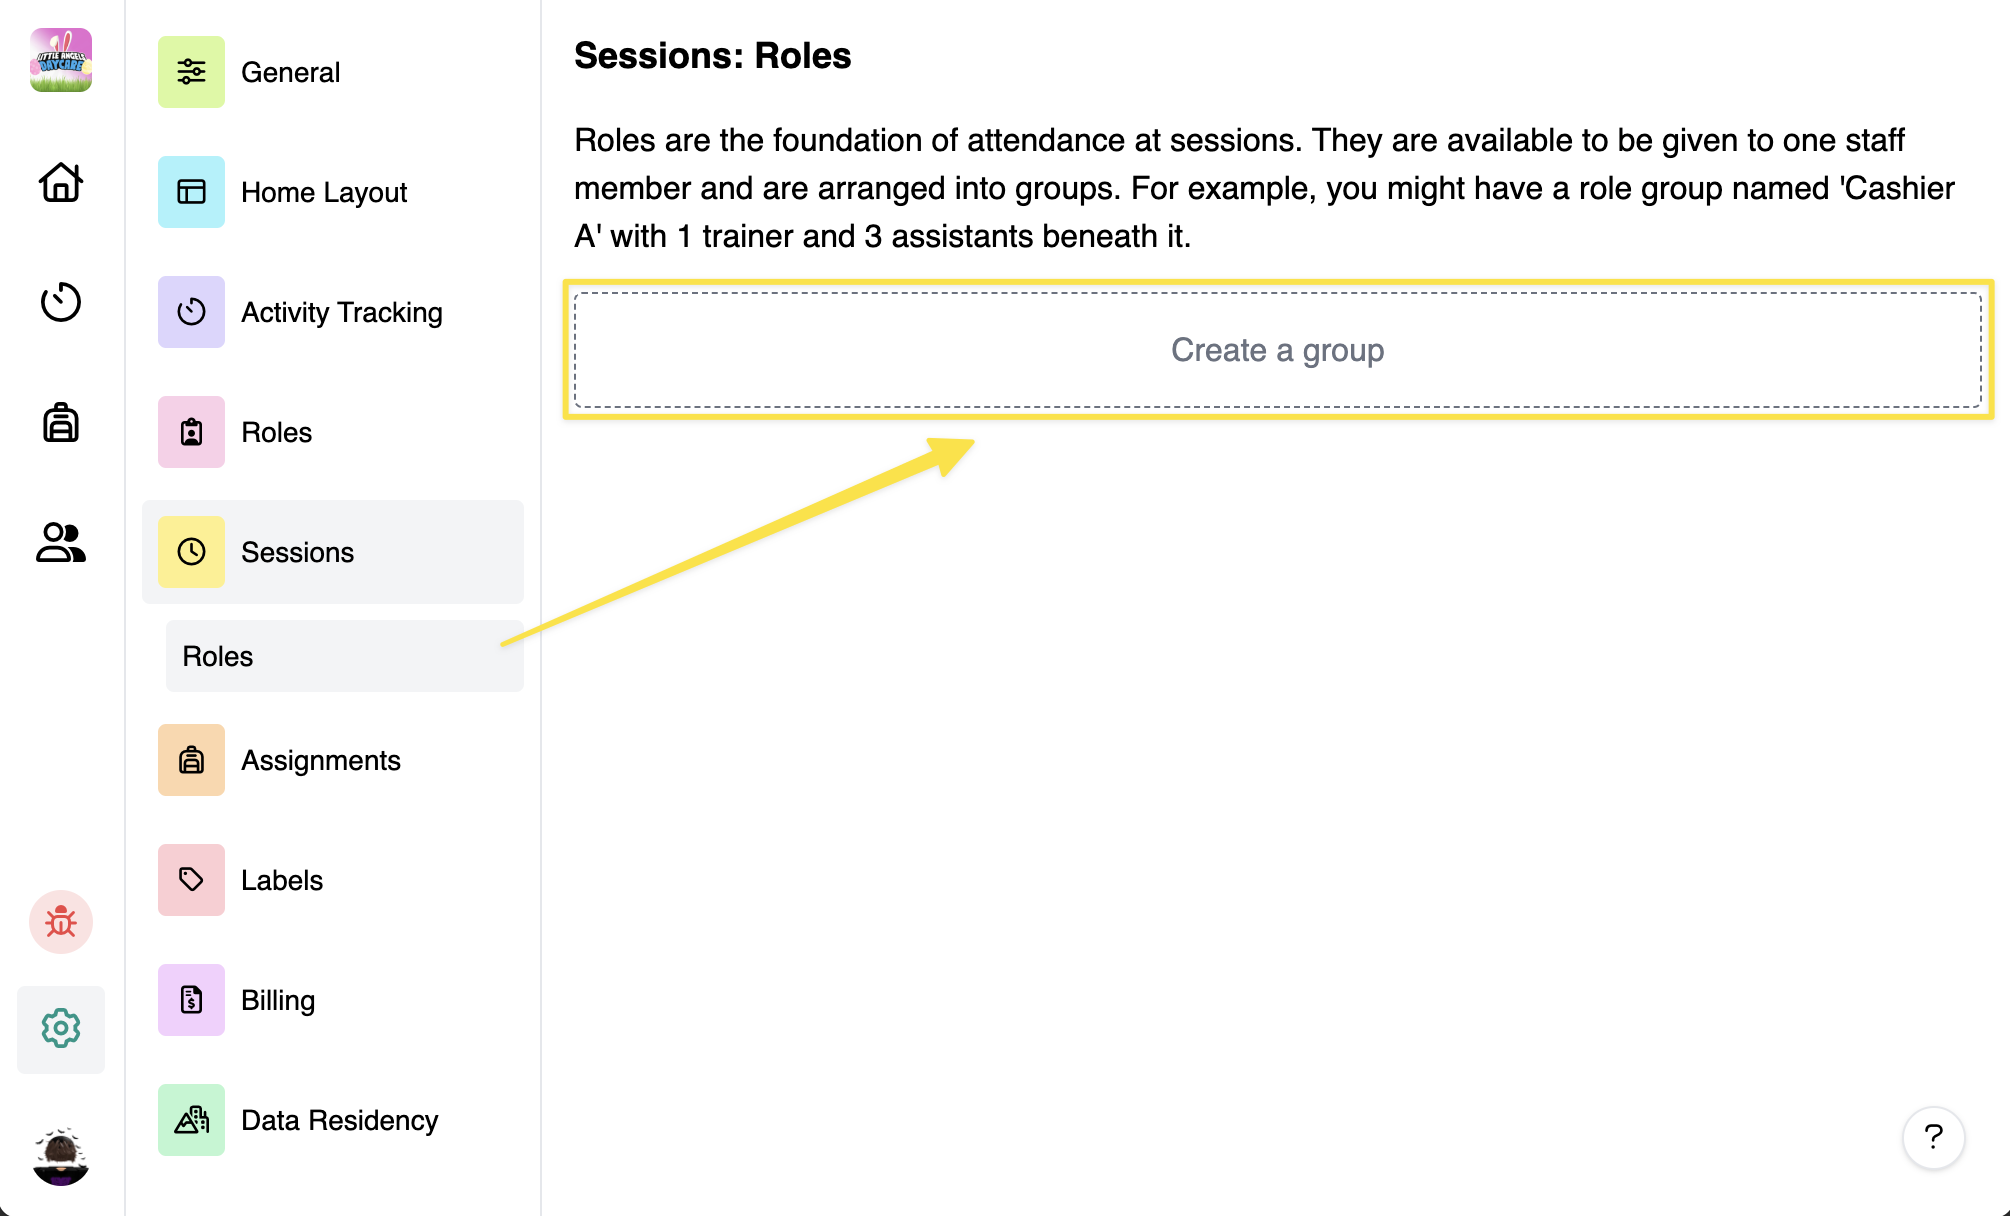 LITTLE ANGELS
DAYCARE
General
Home Layout
Activity Tracking
Roles
Sessions
Roles
Assignments
Labels
Billing
Data Residency
Sessions: Roles
Roles are the foundation of attendance at sessions. They are available to be given to one staff
member and are arranged into groups. For example, you might have a role group named 'Cashier
A' with 1 trainer and 3 assistants beneath it.
Create a group
?